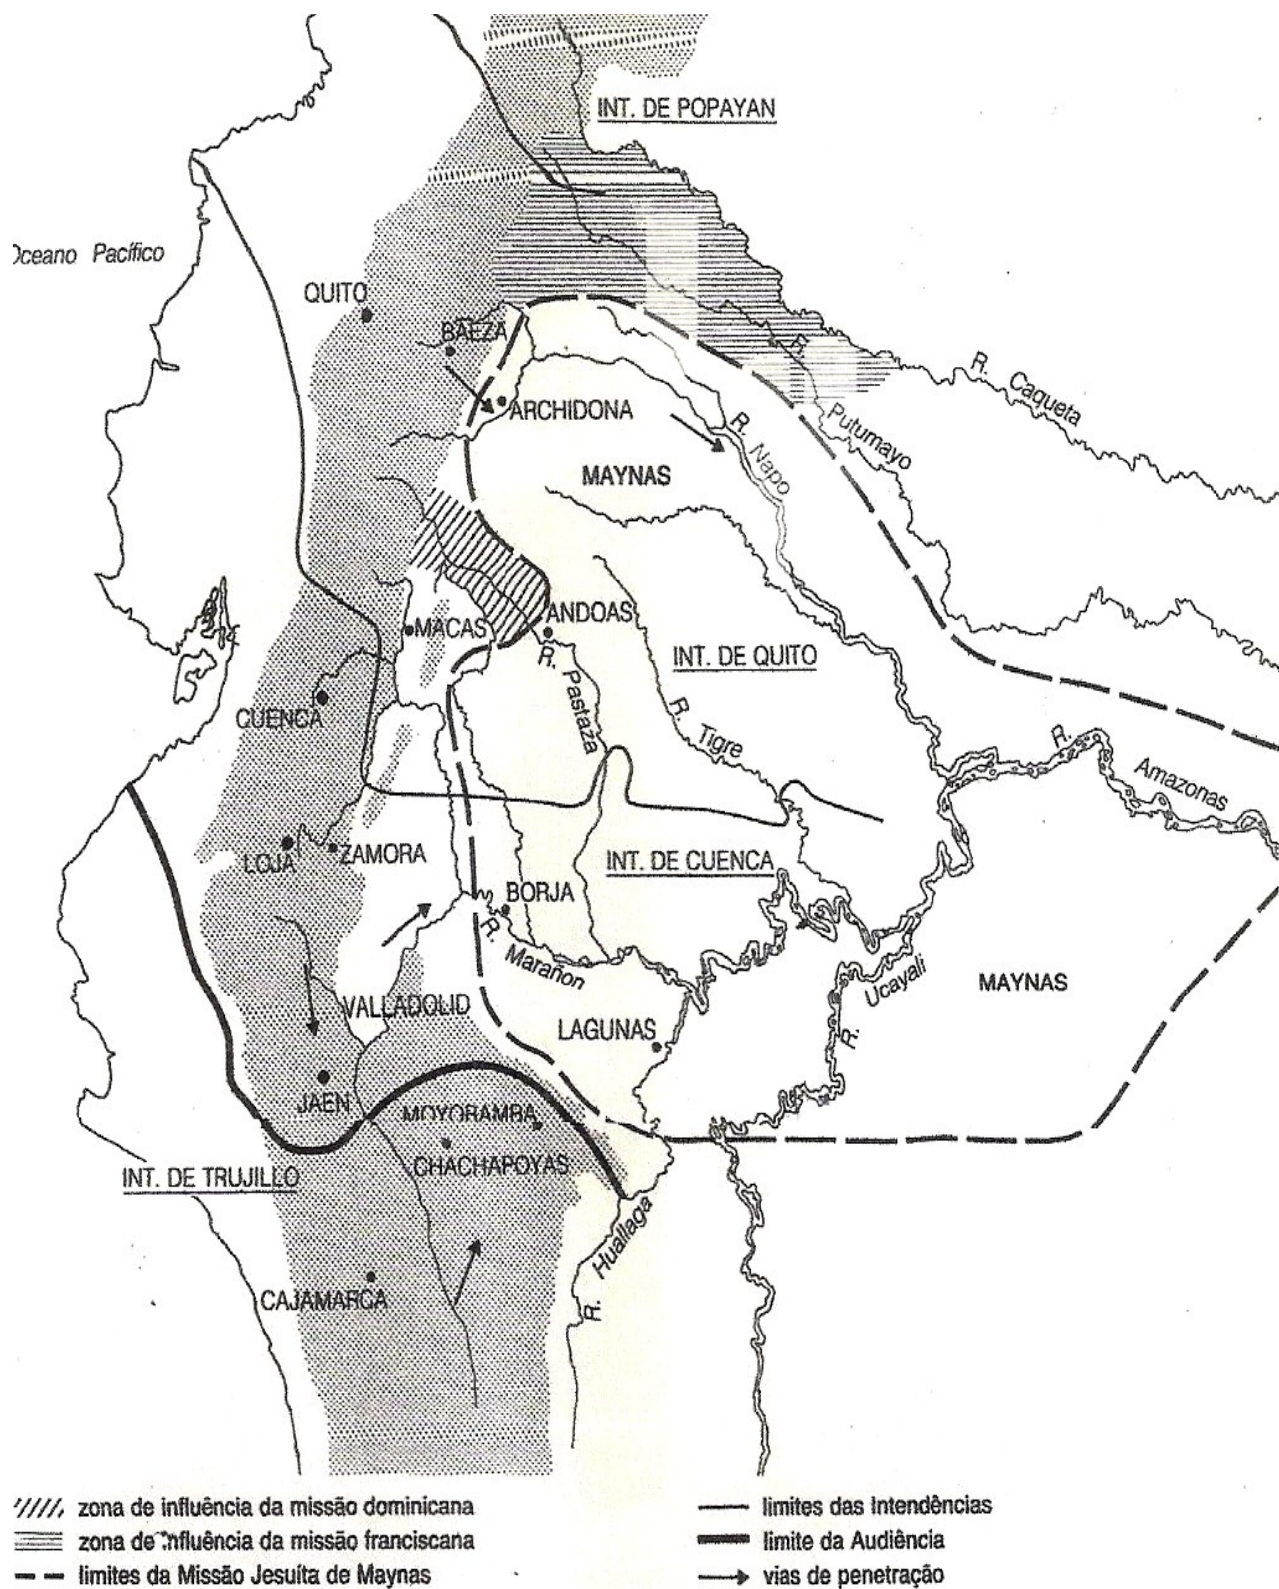 INT. DE POPAYAN
Oceano Pacífico
QUITO
BAEZA
R. Caqueta
R. Putumayo
ARCHIDONA
R. Napo
MAYNAS
ANDOAS
MACAS
R. Pastaza
INT. DE QUITO
R. Tigre
CUENCA
R. Amazonas
LOJA
ZAMORA
INT. DE CUENCA
BORJA
R. Marañon
R. Ucayali
MAYNAS
VALLADOLID
LAGUNAS
JAEN
MOYORAMBA
CHACHAPOYAS
INT. DE TRUJILLO
R. Huallaga
CAJAMARCA
zona de influência da missão dominicana
zona de influência da missão franciscana
limites da Missão Jesuíta de Maynas
limites das Intendências
limite da Audiência
vias de penetração